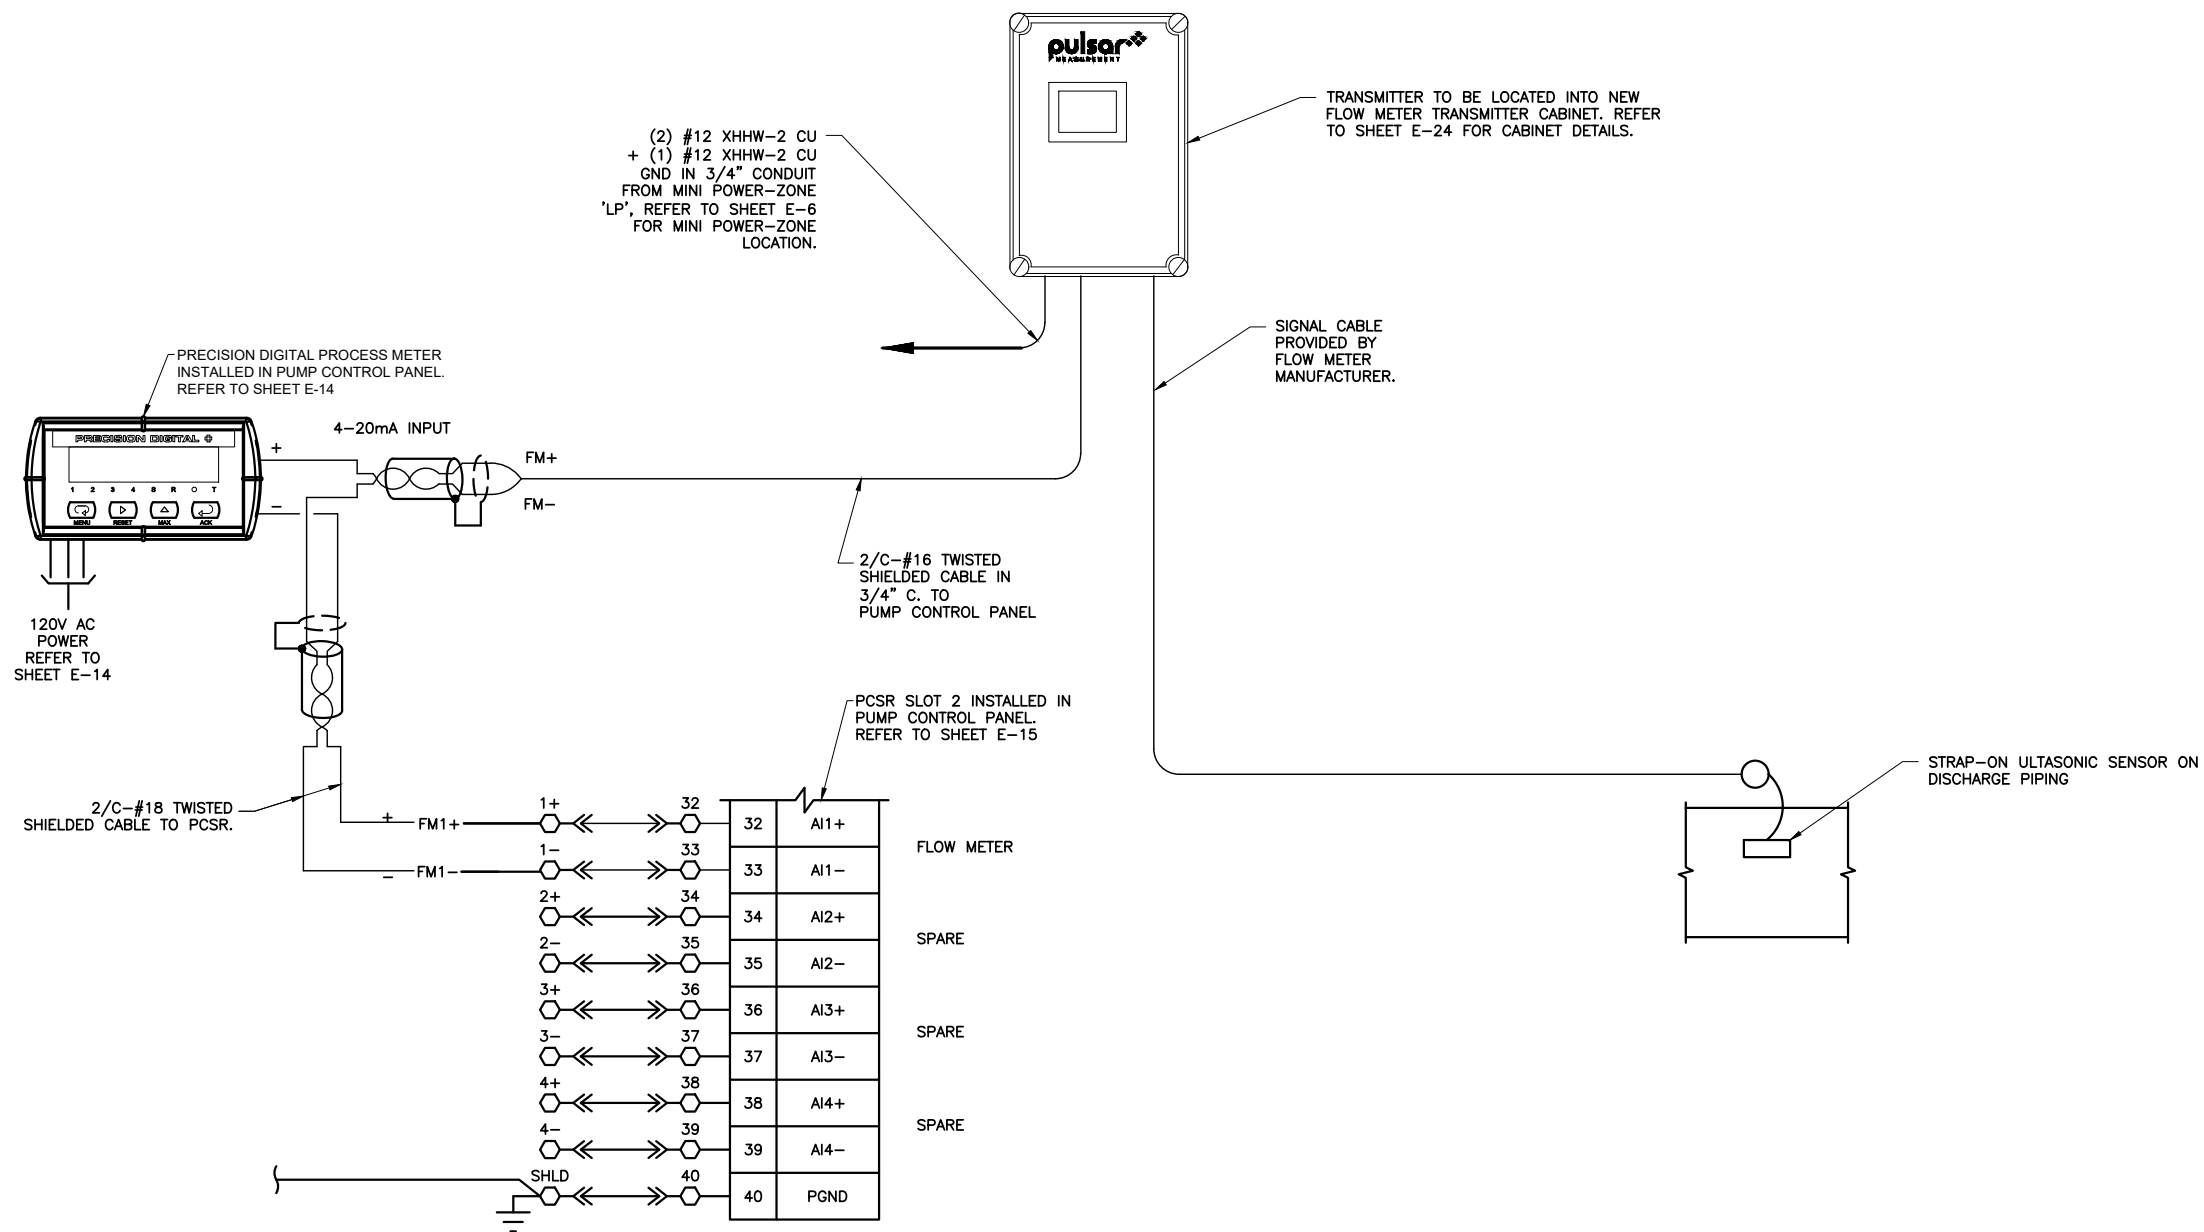 pulsar
MEASUREMENT
TRANSMITTER TO BE LOCATED INTO NEW
FLOW METER TRANSMITTER CABINET. REFER
TO SHEET E-24 FOR CABINET DETAILS.
(2) #12 XHHW-2 CU
+ (1) #12 XHHW-2 CU
GND IN 3/4" CONDUIT
FROM MINI POWER-ZONE
'LP', REFER TO SHEET E-6
FOR MINI POWER-ZONE
LOCATION.
SIGNAL CABLE
PROVIDED BY
FLOW METER
MANUFACTURER.
PRECISION DIGITAL PROCESS METER
INSTALLED IN PUMP CONTROL PANEL.
REFER TO SHEET E-14
4-20mA INPUT
PRECISION DIGITAL
1 2 3 4 S R O T
MENU RESET MAX ACK
+
-
FM+
FM-
2/C-#16 TWISTED
SHIELDED CABLE IN
3/4" C. TO
PUMP CONTROL PANEL
120V AC
POWER
REFER TO
SHEET E-14
PCSR SLOT 2 INSTALLED IN
PUMP CONTROL PANEL.
REFER TO SHEET E-15
STRAP-ON ULTASONIC SENSOR ON
DISCHARGE PIPING
2/C-#18 TWISTED
SHIELDED CABLE TO PCSR.
+ FM1+ 1+ 32 32 AI1+
FLOW METER
- FM1- 1- 33 33 AI1-
2+ 34 34 AI2+
SPARE
2- 35 35 AI2-
3+ 36 36 AI3+
SPARE
3- 37 37 AI3-
4+ 38 38 AI4+
SPARE
4- 39 39 AI4-
SHLD 40 40 PGND